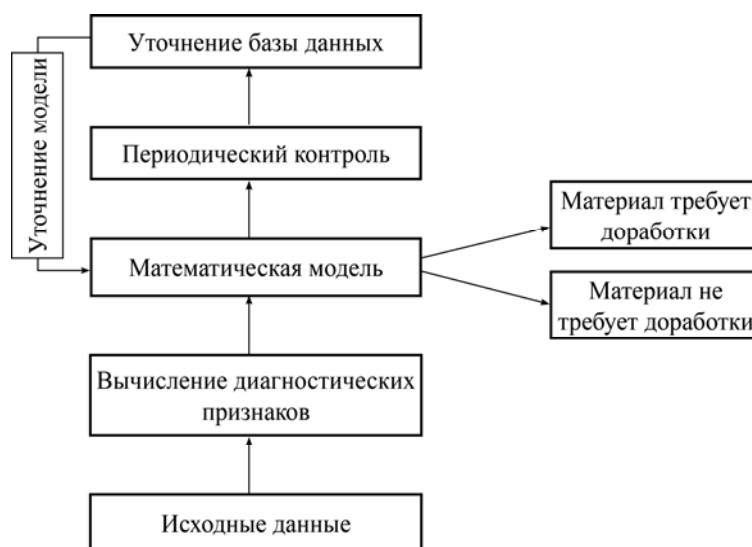 Уточнение базы данных
Уточнение модели
Периодический контроль
Математическая модель
Материал требует
доработки
Материал не
требует доработки
Вычисление диагностических
признаков
Исходные данные